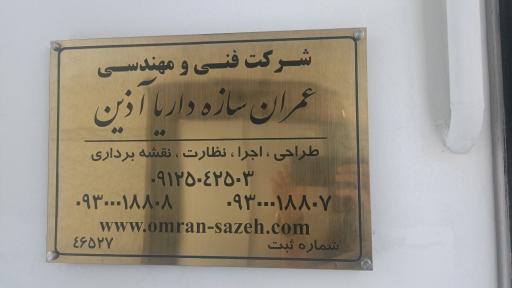 شرکت فنی و مهندسی
عمران سازه داریا آذین
طراحی ، اجرا ، نظارت ، نقشه برداری
۰۹۱۲۵۰۴۲۵۰۳
۰۹۳۰۰۰۱۸۸۰۸ ۰۹۳۰۰۰۱۸۸۰۷
www.omran-sazeh.com
شماره ثبت ۴۶۵۲۷